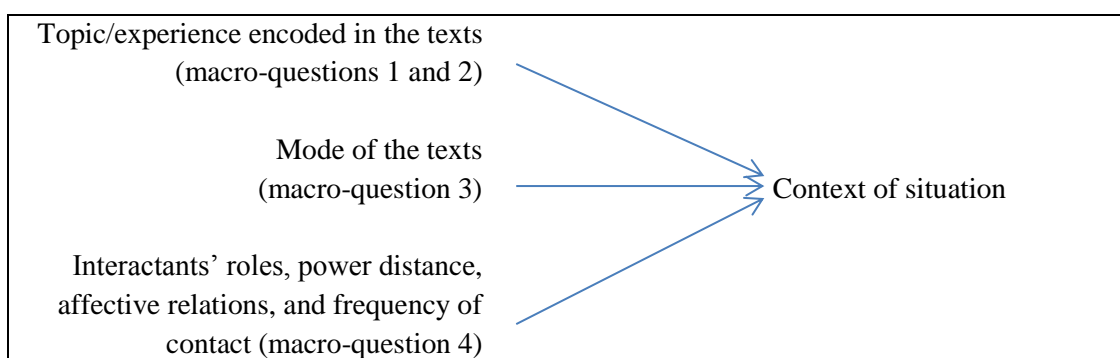 Topic/experience encoded in the texts
(macro-questions 1 and 2)
Mode of the texts
(macro-question 3)
Context of situation
Interactants’ roles, power distance,
affective relations, and frequency of
contact (macro-question 4)